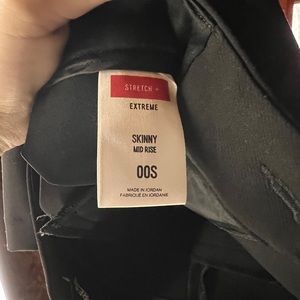 STRETCH +
EXTREME
SKINNY
MID RISE
00S
MADE IN JORDAN
FABRIQUÉ EN JORDANIE